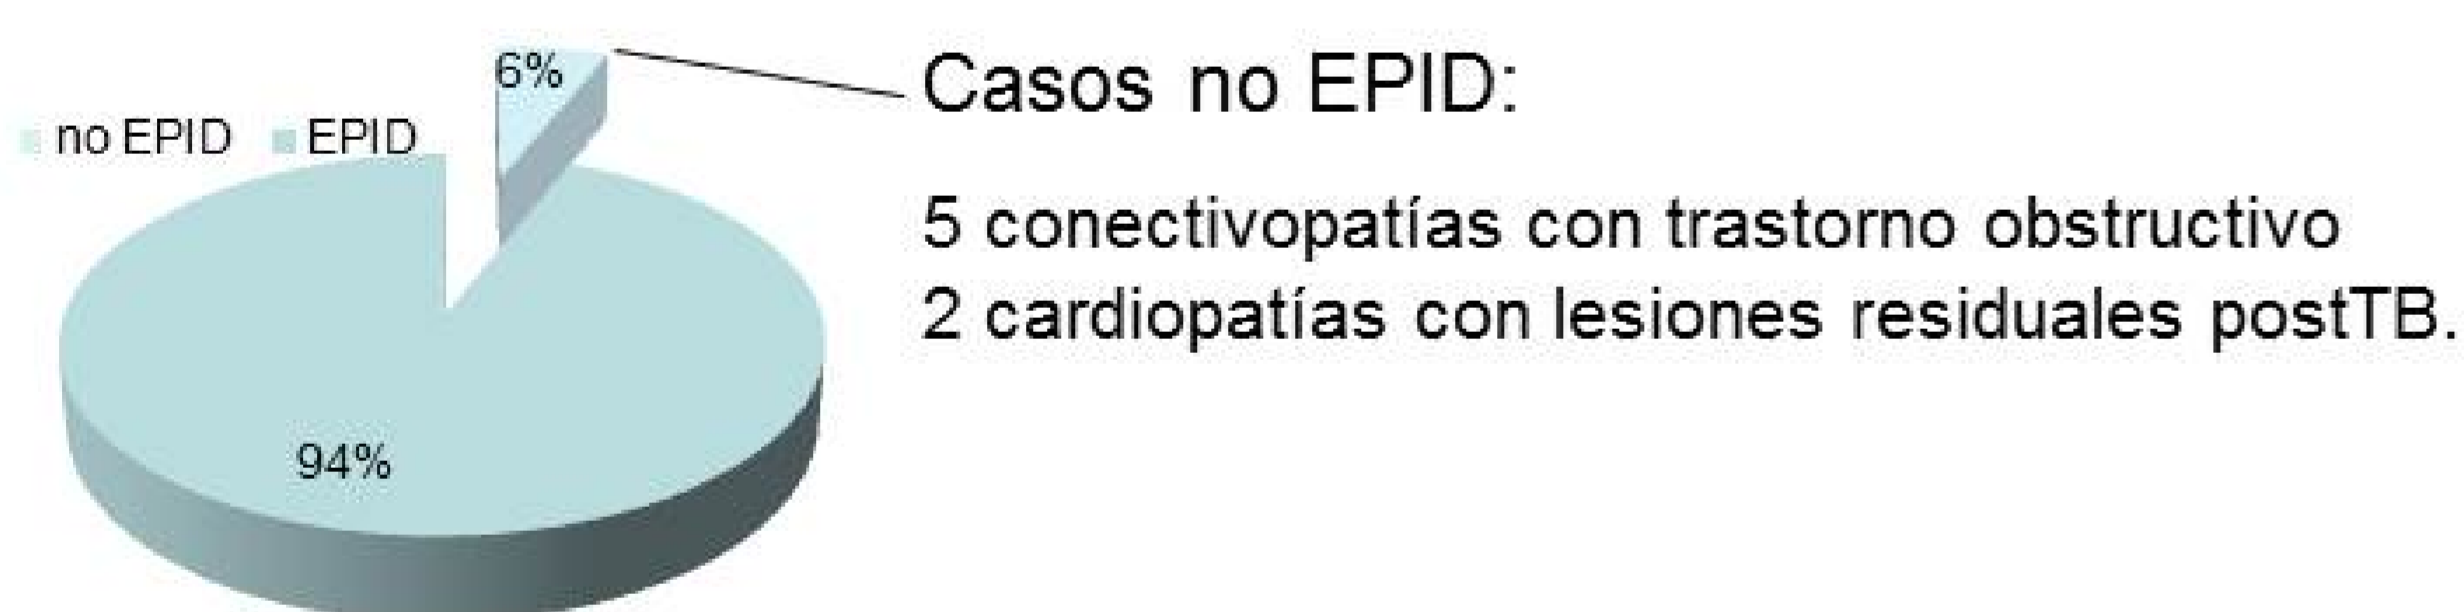 6%
no EPID EPID
94%
Casos no EPID:
5 conectivopatías con trastorno obstructivo
2 cardiopatías con lesiones residuales postTB.